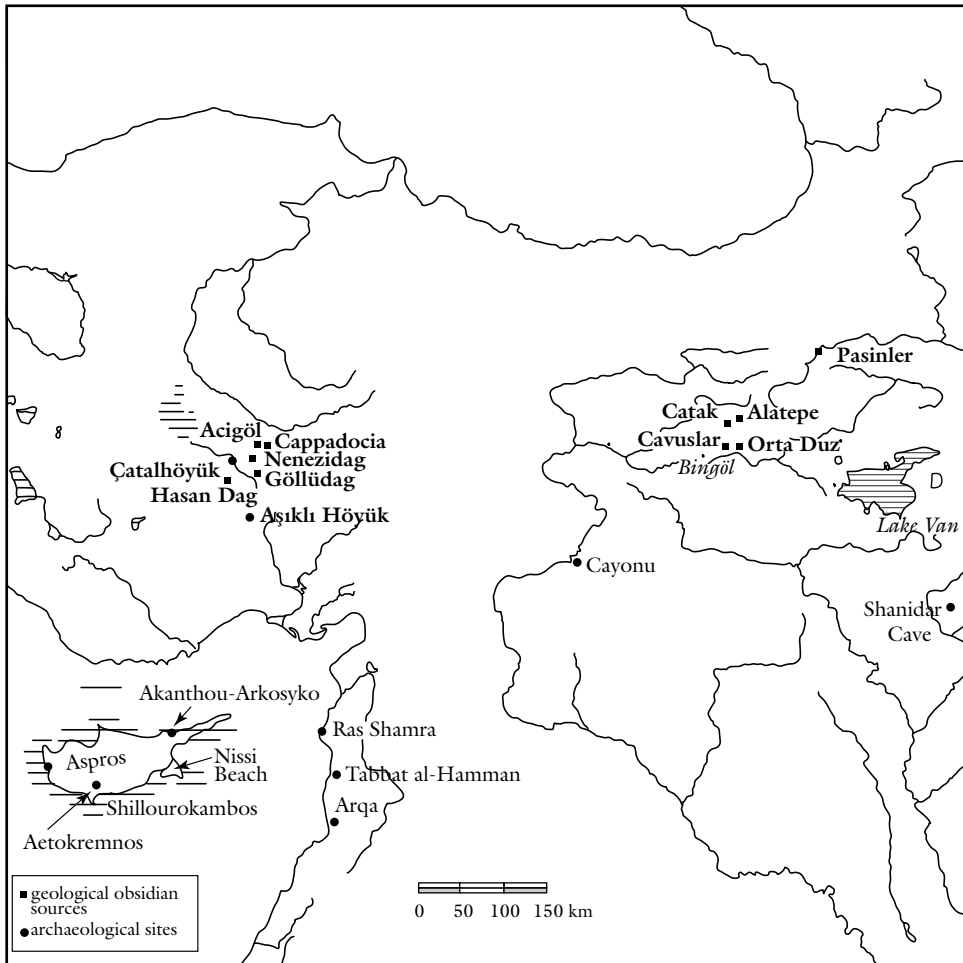 Pasinler
Catak
Alatepe
Acigöl
Cappadocia
Cavuslar
Orta Duz
Nenezidag
Bingöl
Çatalhöyük
Göllüdag
Hasan Dag
Aşıklı Höyük
Lake Van
Cayonu
Shanidar
Cave
Akanthou-Arkosyko
Ras Shamra
Aspros
Nissi
Beach
Tabbat al-Hamman
Shillourokambos
Arqa
Aetokremnos
geological obsidian
sources
archaeological sites
0 50 100 150 km